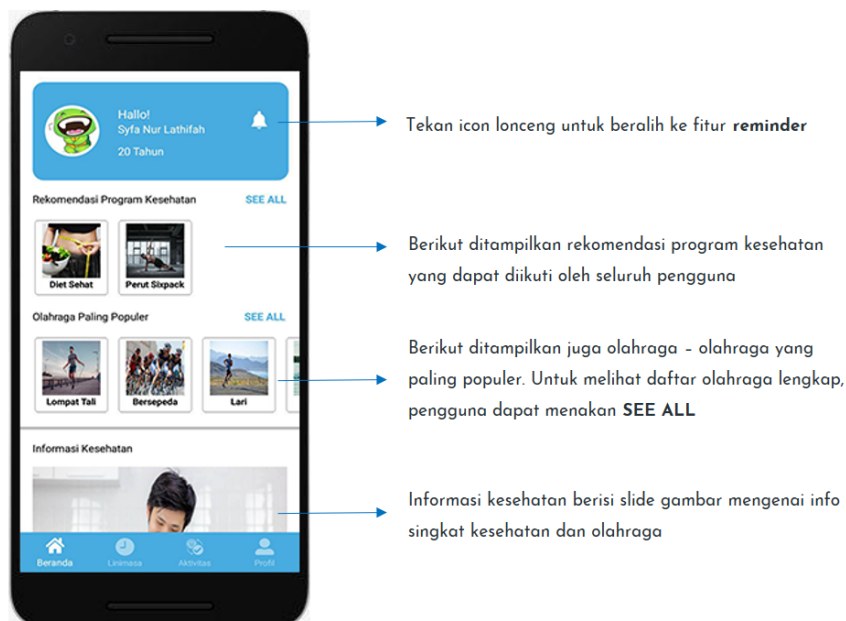 Hallo!
Syfa Nur Lathifah
20 Tahun
Tekan icon lonceng untuk beralih ke fitur reminder
Rekomendasi Program Kesehatan
SEE ALL
Diet Sehat
Perut Sixpack
Berikut ditampilkan rekomendasi program kesehatan
yang dapat diikuti oleh seluruh pengguna
Olahraga Paling Populer
SEE ALL
Lompat Tali
Bersepeda
Lari
Berikut ditampilkan juga olahraga – olahraga yang
paling populer. Untuk melihat daftar olahraga lengkap,
pengguna dapat menakan SEE ALL
Informasi Kesehatan
Informasi kesehatan berisi slide gambar mengenai info
singkat kesehatan dan olahraga
Beranda
Linimasa
Aktivitas
Profil